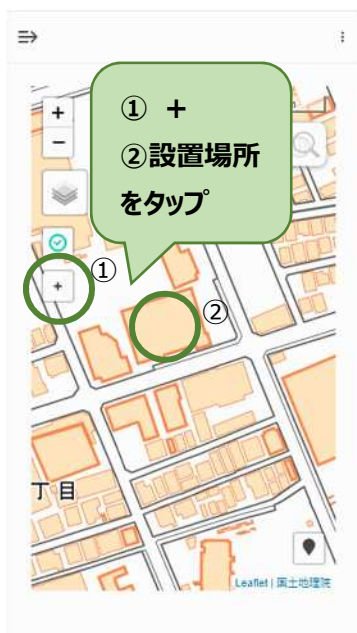 +
−
① +
②設置場所
をタップ
①
+
②
丁目
Leaflet | 国土地理院